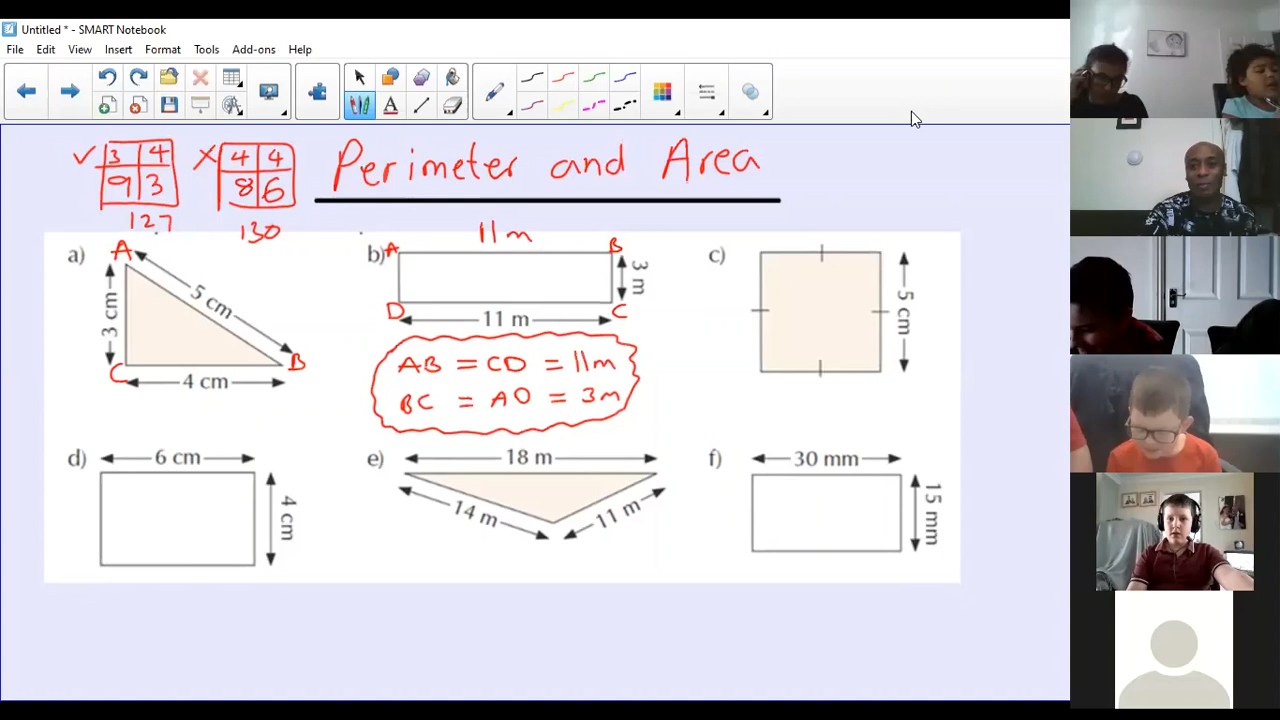 Untitled * - SMART Notebook
File Edit View Insert Format Tools Add-ons Help
✓ 3 4 × 4 4 Perimeter and Area
9 3 8 6
127 130
a) A 5 cm 3 cm C 4 cm B
b) A 11m B 3 m D 11 m C
AB = CD = 11m
BC = AD = 3m
c) 5 cm
d) 6 cm 4 cm
e) 18 m 14 m 11 m
f) 30 mm 15 mm